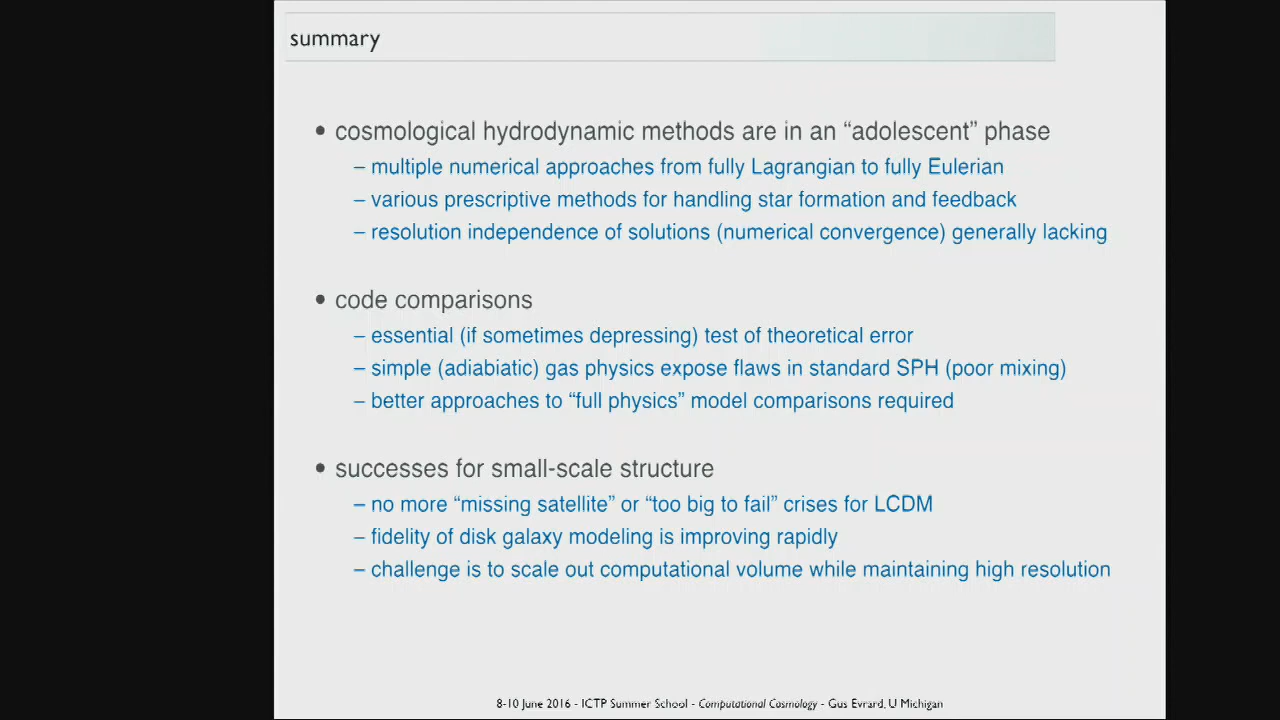 summary
• cosmological hydrodynamic methods are in an “adolescent” phase
– multiple numerical approaches from fully Lagrangian to fully Eulerian
– various prescriptive methods for handling star formation and feedback
– resolution independence of solutions (numerical convergence) generally lacking
• code comparisons
– essential (if sometimes depressing) test of theoretical error
– simple (adiabiatic) gas physics expose flaws in standard SPH (poor mixing)
– better approaches to “full physics” model comparisons required
• successes for small-scale structure
– no more “missing satellite” or “too big to fail” crises for LCDM
– fidelity of disk galaxy modeling is improving rapidly
– challenge is to scale out computational volume while maintaining high resolution
8-10 June 2016 - ICTP Summer School - Computational Cosmology - Gus Evrard, U Michigan